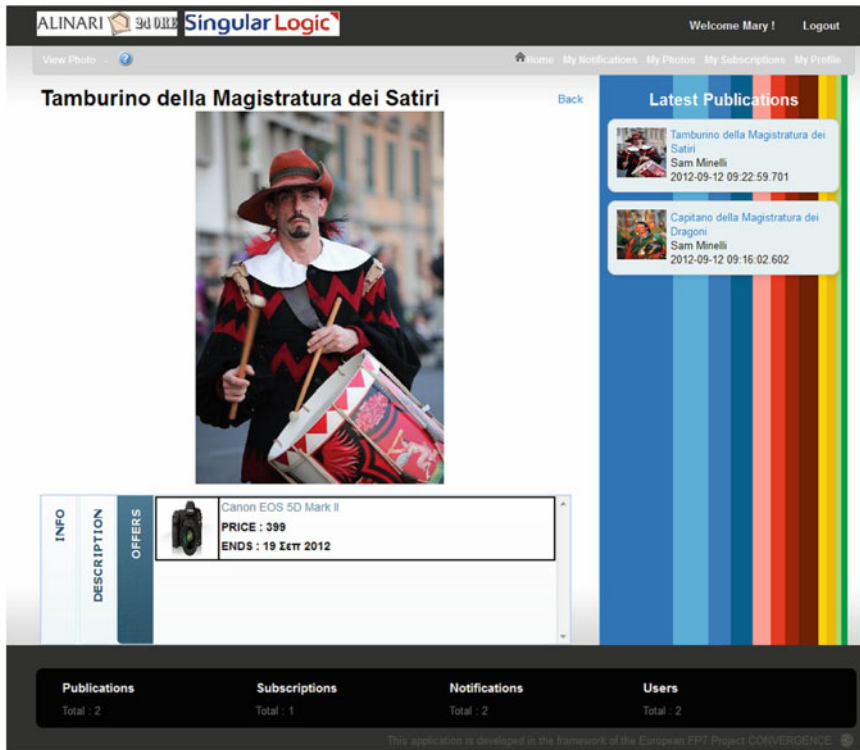 ALINARI 24 ORE SingularLogic
Welcome Mary ! Logout
View Photo
Home My Notifications My Photos My Subscriptions My Profile
Tamburino della Magistratura dei Satiri
Back
Latest Publications
Tamburino della Magistratura dei
Satiri
Sam Minelli
2012-09-12 09:22:59.701
Capitano della Magistratura dei
Dragoni
Sam Minelli
2012-09-12 09:16:02.602
INFO
DESCRIPTION
OFFERS
Canon EOS 5D Mark II
PRICE : 399
ENDS : 19 Σεπ 2012
Publications
Total : 2
Subscriptions
Total : 1
Notifications
Total : 2
Users
Total : 2
This application is developed in the framework of the European FP7 Project CONVERGENCE